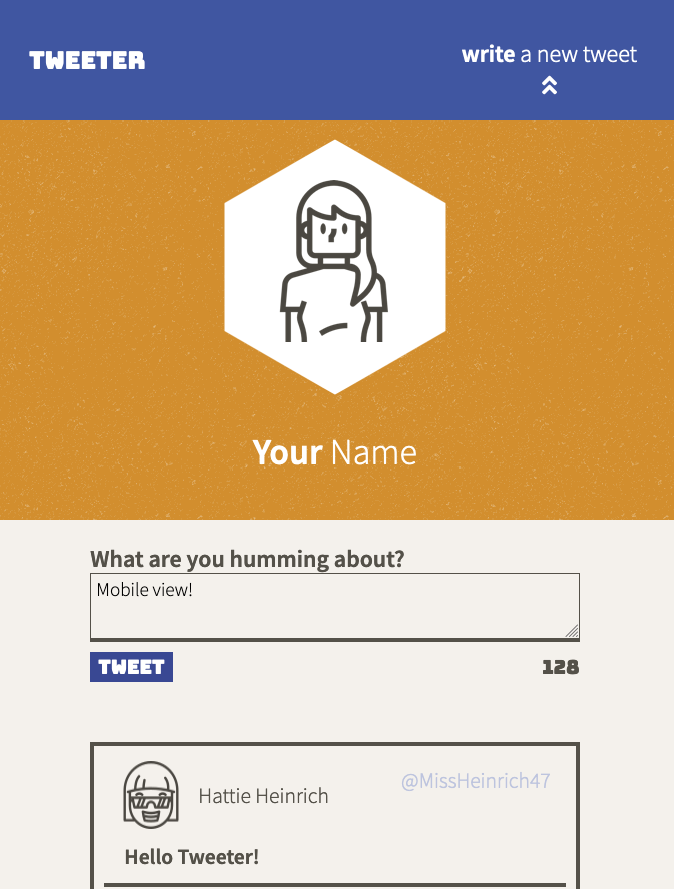 TWEETER
write a new tweet
Your Name
What are you humming about?
Mobile view!
TWEET
128
Hattie Heinrich
@MissHeinrich47
Hello Tweeter!